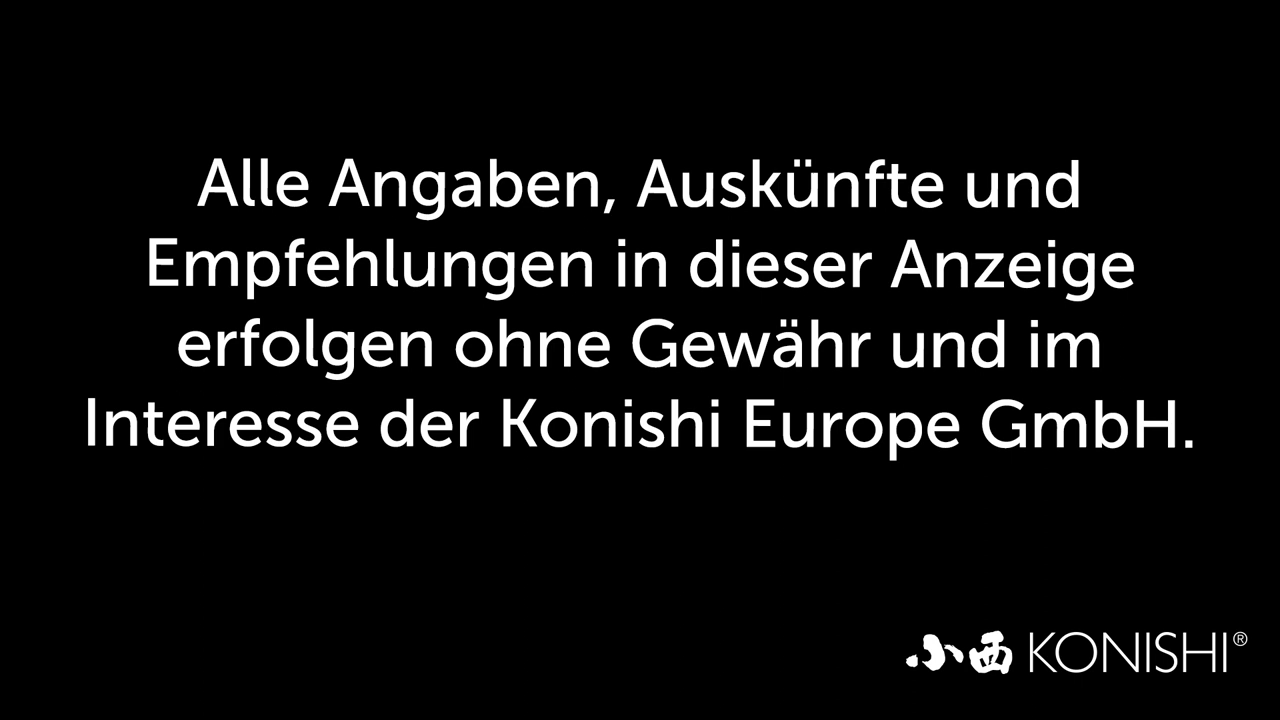 Alle Angaben, Auskünfte und
Empfehlungen in dieser Anzeige
erfolgen ohne Gewähr und im
Interesse der Konishi Europe GmbH.
小西 KONISHI®